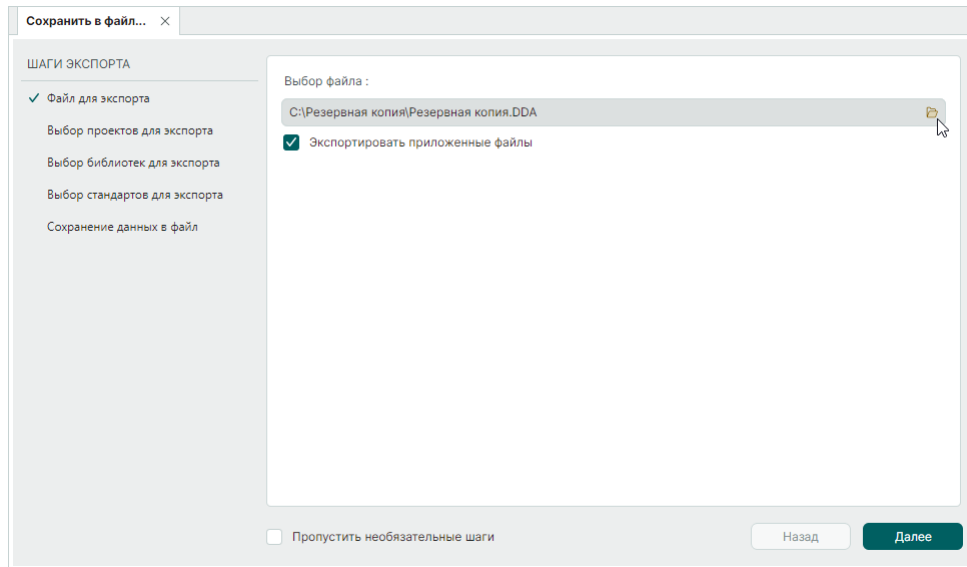 Сохранить в файл...
ШАГИ ЭКСПОРТА
Файл для экспорта
Выбор проектов для экспорта
Выбор библиотек для экспорта
Выбор стандартов для экспорта
Сохранение данных в файл
Выбор файла :
C:\Резервная копия\Резервная копия.DDA
Экспортировать приложенные файлы
Пропустить необязательные шаги
Назад
Далее